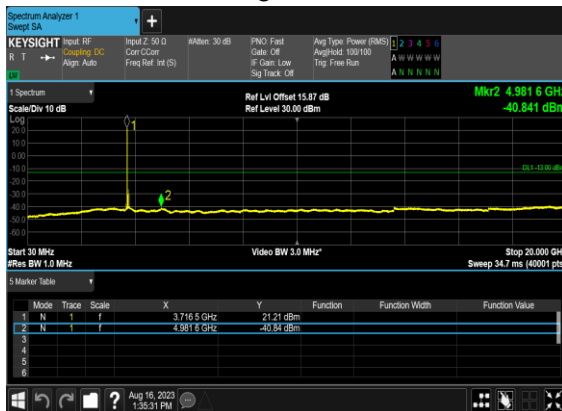 Spectrum Analyzer 1
Swept SA
+
KEYSIGHT Input: RF Input Z: 50 Ω #Atten: 30 dB PNO: Fast Avg Type: Power (RMS) 1 2 3 4 5 6
R T Coupling: DC Corr CCorr Gate: Off Avg|Hold: 100/100 A W W W W W
Align: Auto Freq Ref: Int (S) IF Gain: Low Trig: Free Run
Sig Track: Off A N N N N N
LXI
1 Spectrum Ref Lvl Offset 15.87 dB Mkr2 4.981 6 GHz
Scale/Div 10 dB Ref Level 30.00 dBm -40.841 dBm
Log
1
20.0
10.0
0.00
-10.0 DL1 -13.00 dBm
-20.0
-30.0 2
-40.0
-50.0
-60.0
Start 30 MHz Video BW 3.0 MHz* Stop 20.000 GHz
#Res BW 1.0 MHz Sweep 34.7 ms (40001 pts)
5 Marker Table
Mode Trace Scale X Y Function Function Width Function Value
1 N 1 f 3.716 5 GHz 21.21 dBm
2 N 1 f 4.981 6 GHz -40.84 dBm
3
4
5
6
? Aug 16, 2023
1:35:31 PM